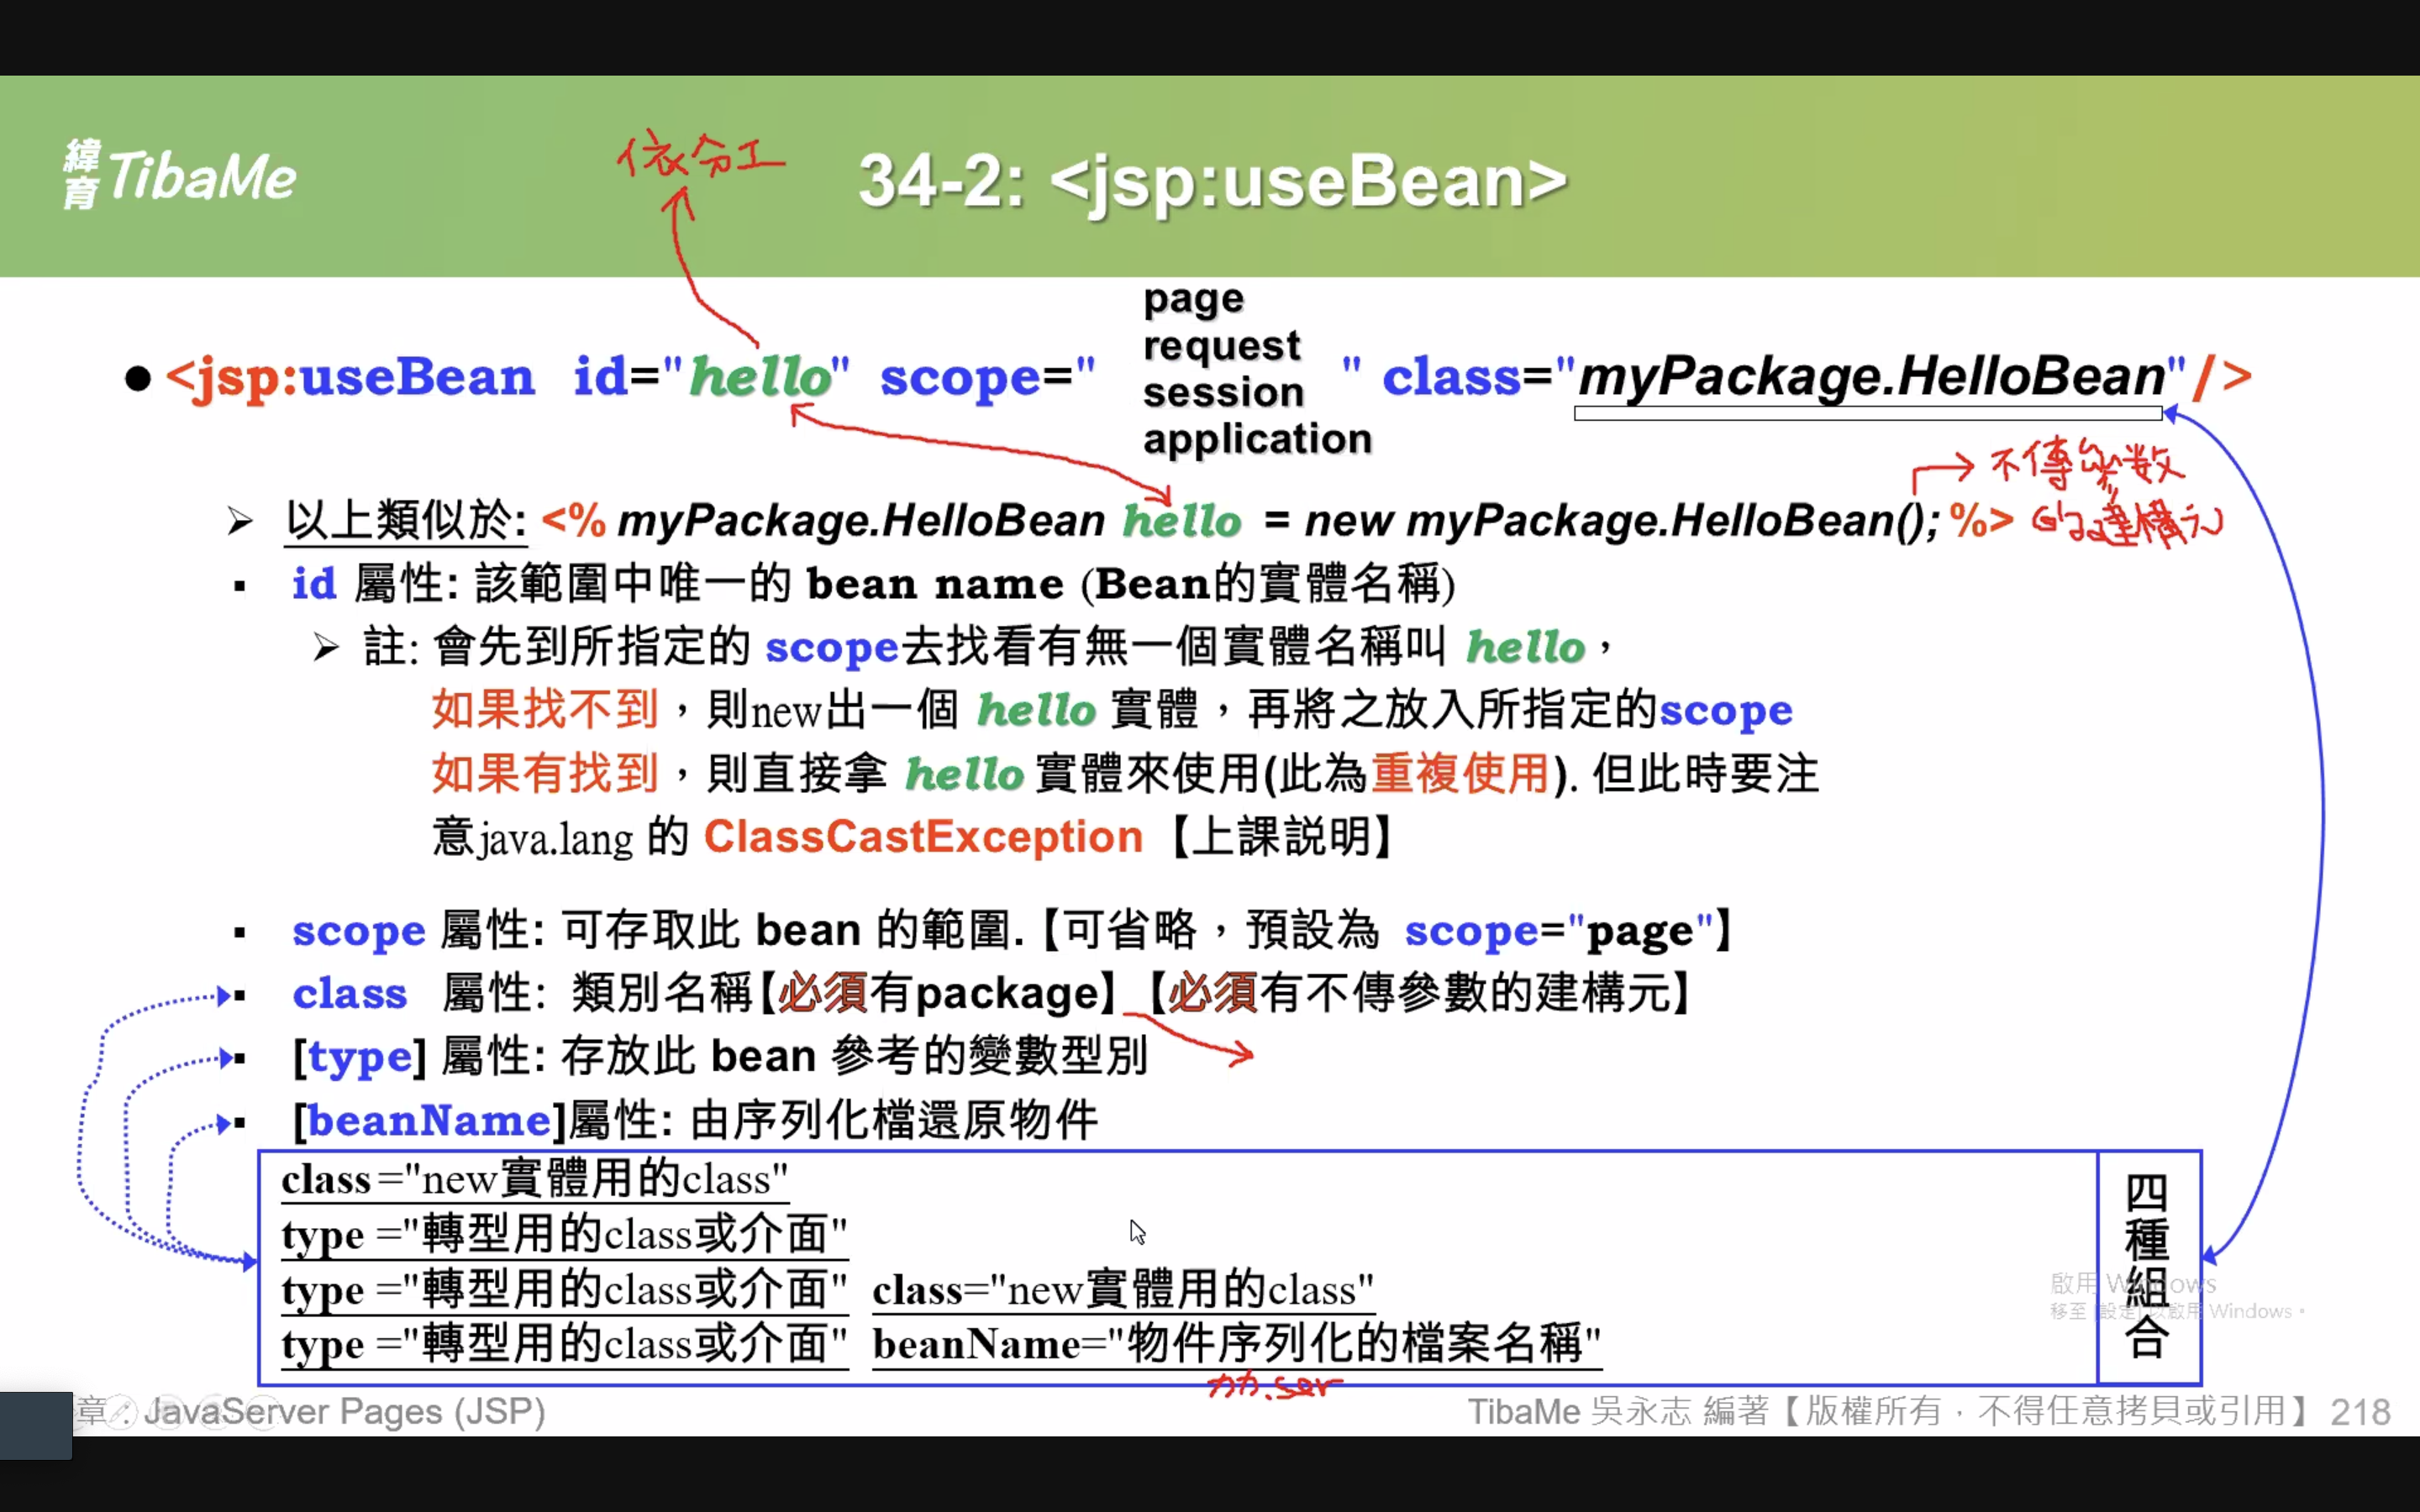 緯育 TibaMe
依分工
34-2: <jsp:useBean>
page
request
session
application
●<jsp:useBean id="hello" scope=" " class="myPackage.HelloBean"/>
不傳參數
的建構元
➢ 以上類似於: <% myPackage.HelloBean hello = new myPackage.HelloBean(); %>
▪ id 屬性: 該範圍中唯一的 bean name (Bean的實體名稱)
➢ 註: 會先到所指定的 scope去找看有無一個實體名稱叫 hello，
如果找不到，則new出一個 hello 實體，再將之放入所指定的scope
如果有找到，則直接拿 hello 實體來使用(此為重複使用). 但此時要注
意java.lang 的 ClassCastException【上課說明】
▪ scope 屬性: 可存取此 bean 的範圍.【可省略，預設為 scope="page"】
▪ class 屬性: 類別名稱【必須有package】【必須有不傳參數的建構元】
▪ [type] 屬性: 存放此 bean 參考的變數型別
▪ [beanName]屬性: 由序列化檔還原物件
class ="new實體用的class"
type ="轉型用的class或介面"
type ="轉型用的class或介面" class="new實體用的class"
type ="轉型用的class或介面" beanName="物件序列化的檔案名稱"
四種組合
啟用 Windows
移至 [設定] 以啟用 Windows。
章: JavaServer Pages (JSP)
TibaMe 吳永志 編著【版權所有，不得任意拷貝或引用】 218